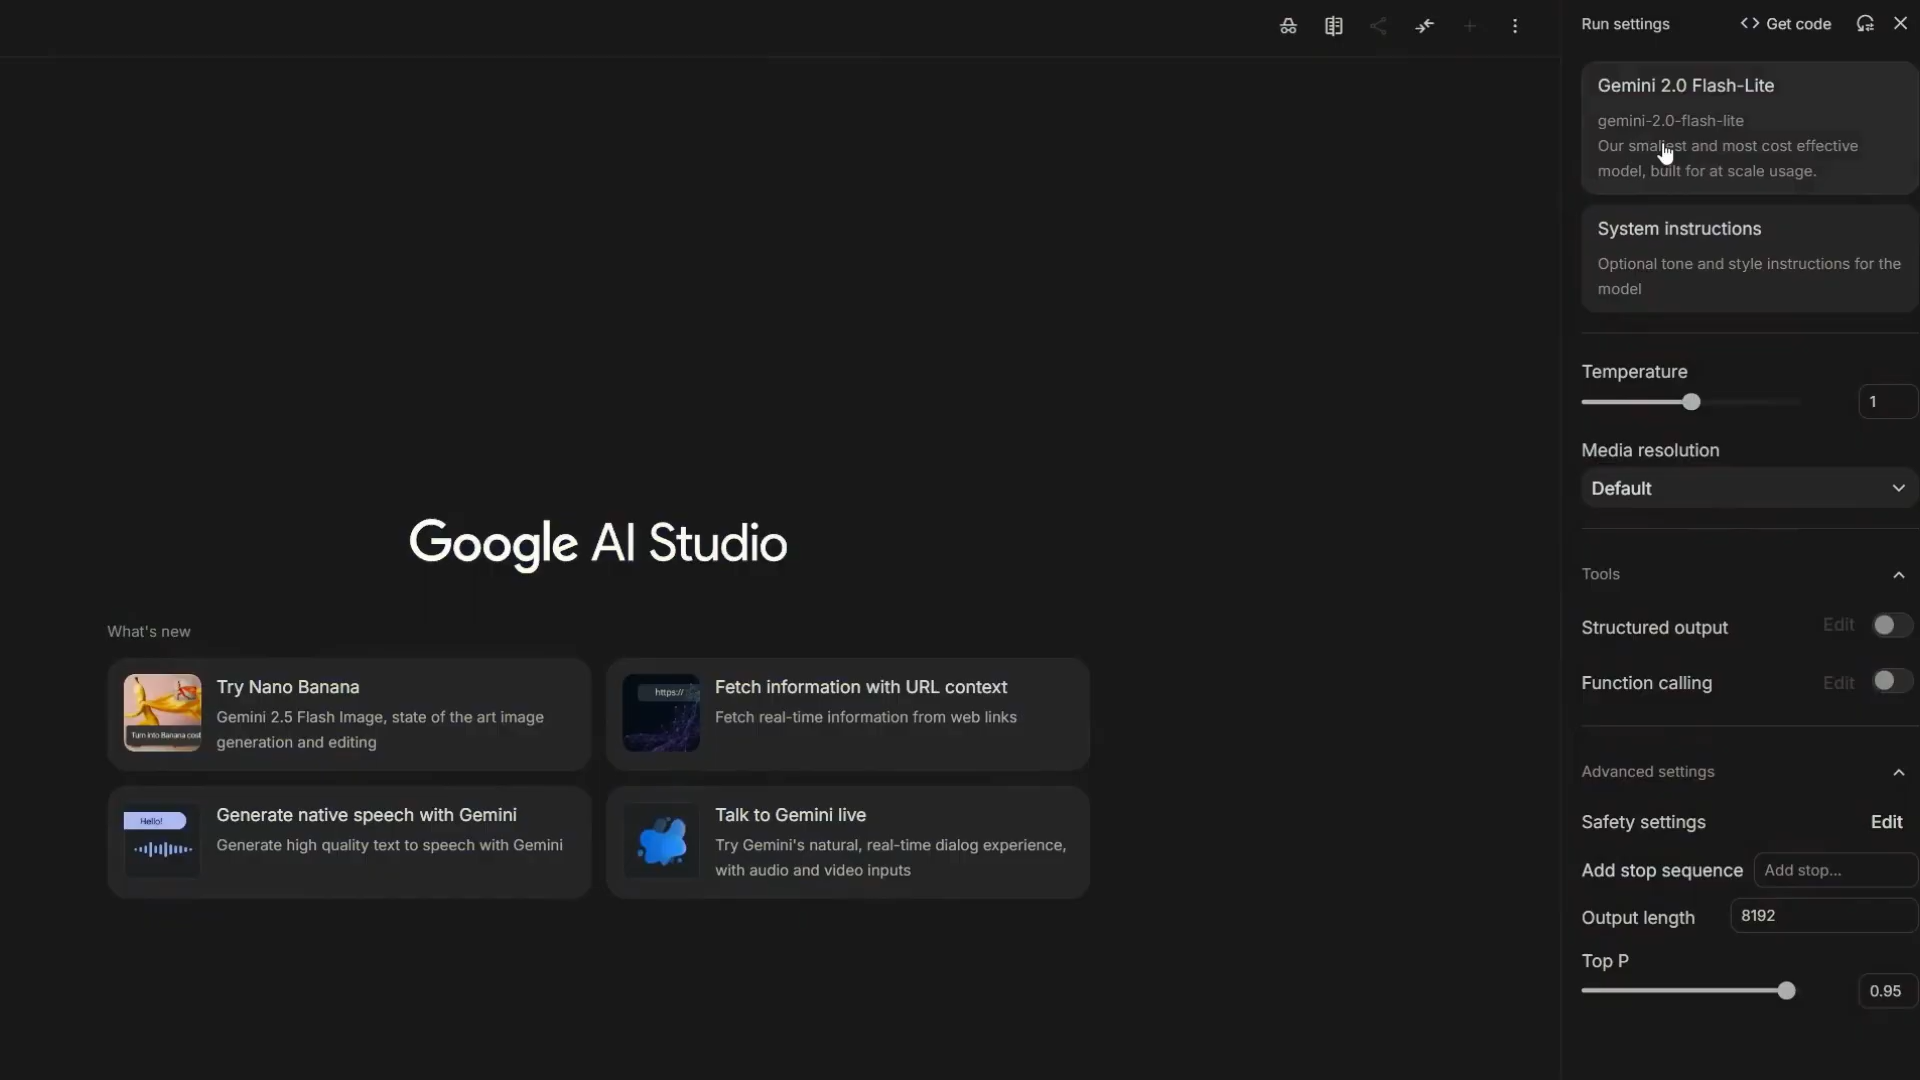 Run settings
<> Get code
Gemini 2.0 Flash-Lite
gemini-2.0-flash-lite
Our smallest and most cost effective
model, built for at scale usage.
System instructions
Optional tone and style instructions for the
model
Temperature
1
Media resolution
Default
Tools
Structured output
Edit
Function calling
Edit
Advanced settings
Safety settings
Edit
Add stop sequence
Add stop...
Output length
8192
Top P
0.95
Google AI Studio
What's new
Try Nano Banana
Gemini 2.5 Flash Image, state of the art image
generation and editing
Turn into Banana cost
Fetch information with URL context
Fetch real-time information from web links
https://
Generate native speech with Gemini
Generate high quality text to speech with Gemini
Hello!
Talk to Gemini live
Try Gemini's natural, real-time dialog experience,
with audio and video inputs